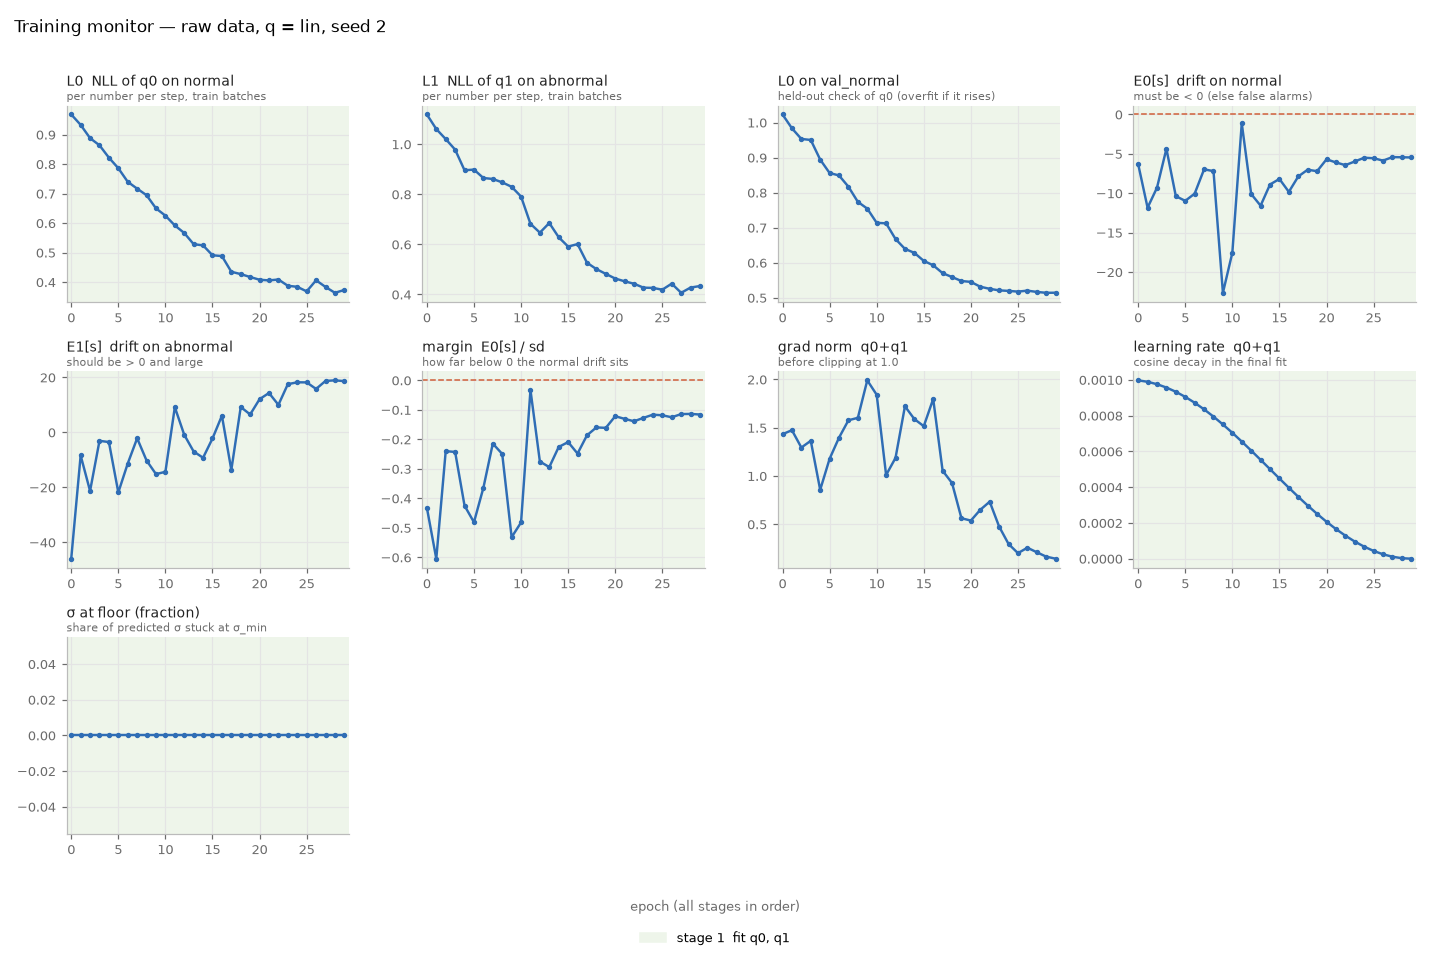 Training monitor — raw data, q = lin, seed 2
L0  NLL of q0 on normal
per number per step, train batches
0.9
0.8
0.7
0.6
0.5
0.4
0 5 10 15 20 25
L1  NLL of q1 on abnormal
per number per step, train batches
1.0
0.8
0.6
0.4
0 5 10 15 20 25
L0 on val_normal
held-out check of q0 (overfit if it rises)
1.0
0.9
0.8
0.7
0.6
0.5
0 5 10 15 20 25
E0[s]  drift on normal
must be < 0 (else false alarms)
0
−5
−10
−15
−20
0 5 10 15 20 25
E1[s]  drift on abnormal
should be > 0 and large
20
0
−20
−40
0 5 10 15 20 25
margin  E0[s] / sd
how far below 0 the normal drift sits
0.0
−0.1
−0.2
−0.3
−0.4
−0.5
−0.6
0 5 10 15 20 25
grad norm  q0+q1
before clipping at 1.0
2.0
1.5
1.0
0.5
0 5 10 15 20 25
learning rate  q0+q1
cosine decay in the final fit
0.0010
0.0008
0.0006
0.0004
0.0002
0.0000
0 5 10 15 20 25
σ at floor (fraction)
share of predicted σ stuck at σ_min
0.04
0.02
0.00
−0.02
−0.04
0 5 10 15 20 25
epoch (all stages in order)
stage 1  fit q0, q1